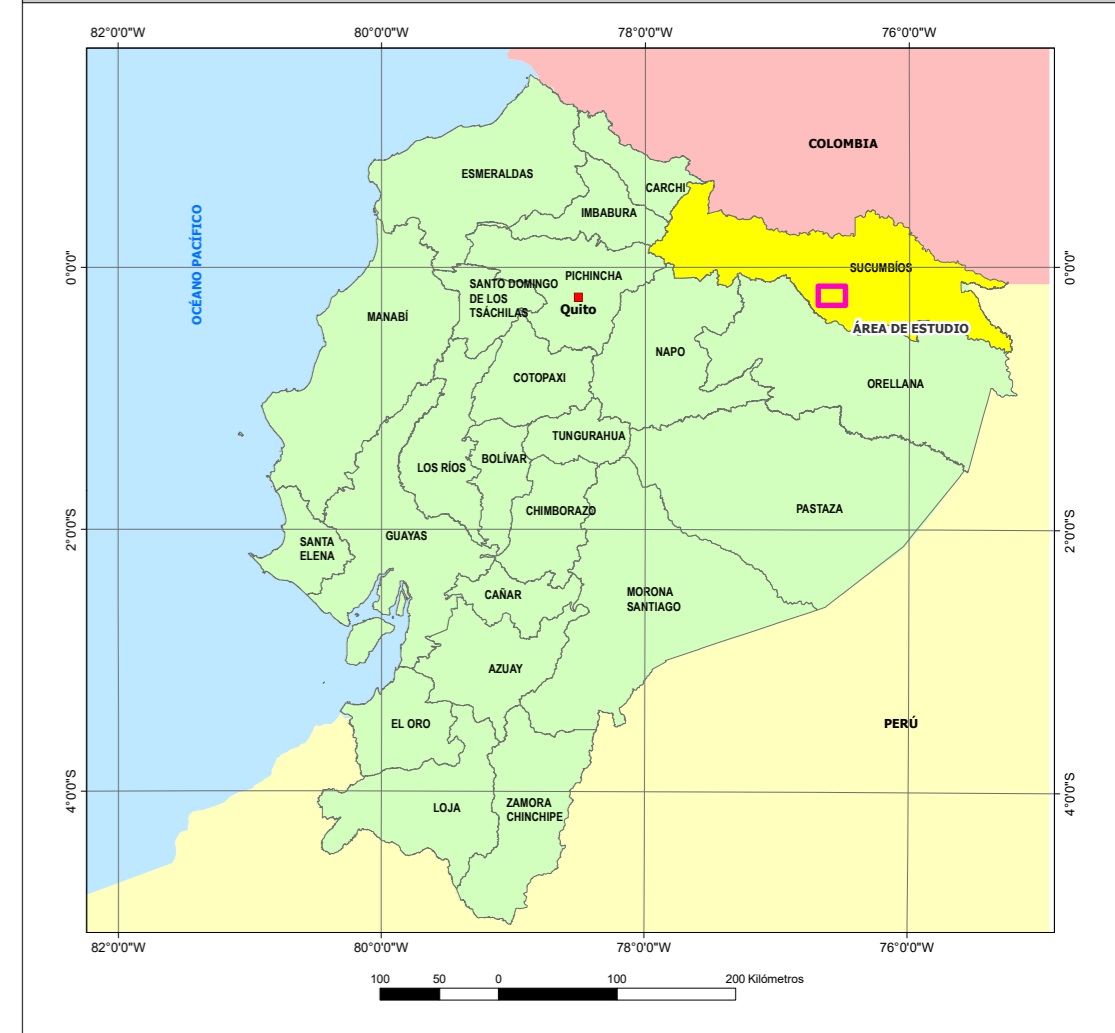 82°0'0"W
80°0'0"W
78°0'0"W
76°0'0"W
COLOMBIA
ESMERALDAS
CARCHI
IMBABURA
OCÉANO PACÍFICO
0°0'0"
SUCUMBÍOS
0°0'0"
PICHINCHA
SANTO DOMINGO
DE LOS
TSÁCHILAS
Quito
MANABÍ
ÁREA DE ESTUDIO
NAPO
COTOPAXI
ORELLANA
TUNGURAHUA
BOLÍVAR
LOS RÍOS
CHIMBORAZO
PASTAZA
2°0'0"S
GUAYAS
2°0'0"S
SANTA
ELENA
CAÑAR
MORONA
SANTIAGO
AZUAY
EL ORO
PERÚ
4°0'0"S
LOJA
ZAMORA
CHINCHIPE
4°0'0"S
82°0'0"W
80°0'0"W
78°0'0"W
76°0'0"W
100 50 0 100 200 Kilómetros